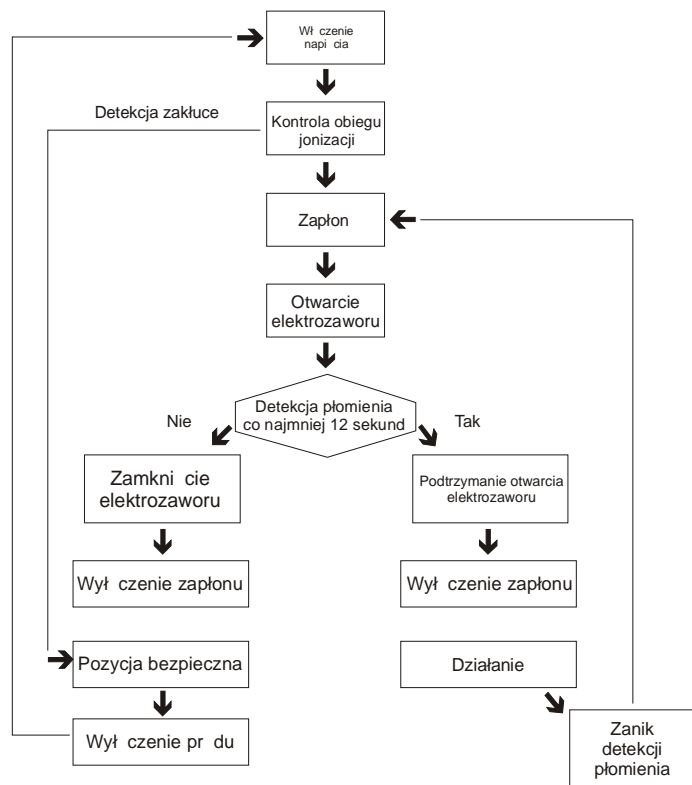 Wł czenie
napi cia
Detekcja zakłuce
Kontrola obiegu
jonizacji
Zapłon
Otwarcie
elektrozaworu
Detekcja płomienia
co najmniej 12 sekund
Nie
Tak
Zamkni cie
elektrozaworu
Podtrzymanie otwarcia
elektrozaworu
Wył czenie zapłonu
Wył czenie zapłonu
Pozycja bezpieczna
Działanie
Wył czenie pr du
Zanik
detekcji
płomienia